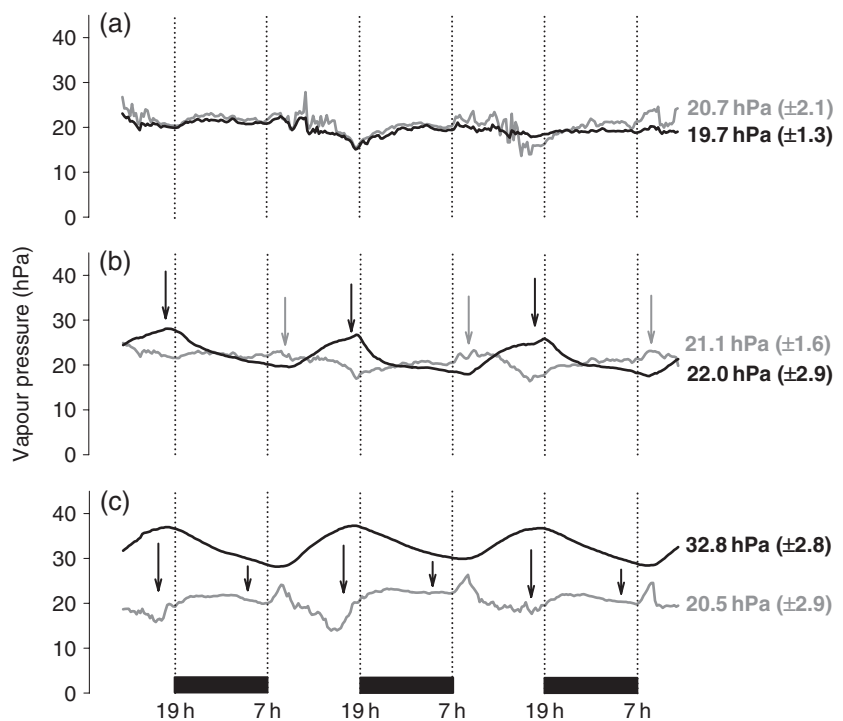 (a)
40
30
20
10
0
20.7 hPa (±2.1)
19.7 hPa (±1.3)
Vapour pressure (hPa)
(b)
40
30
20
10
0
21.1 hPa (±1.6)
22.0 hPa (±2.9)
(c)
40
30
20
10
0
32.8 hPa (±2.8)
20.5 hPa (±2.9)
19 h 7 h 19 h 7 h 19 h 7 h